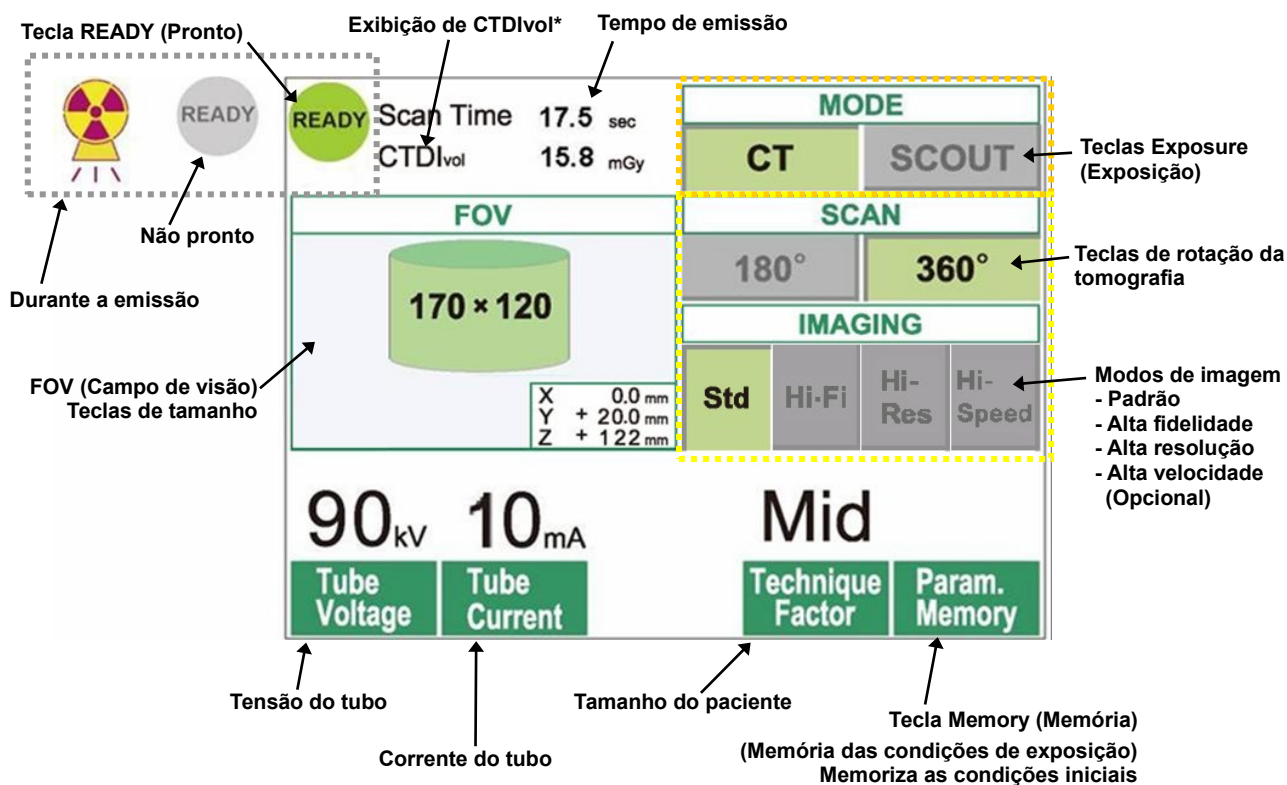 Exibição de CTDIvol*
Tempo de emissão
Tecla READY (Pronto)
READY
READY
Scan Time 17.5 sec
CTDIvol 15.8 mGy
MODE
CT
SCOUT
Teclas Exposure
(Exposição)
Não pronto
Durante a emissão
FOV
170 × 120
X 0.0 mm
Y + 20.0 mm
Z + 122 mm
FOV (Campo de visão)
Teclas de tamanho
SCAN
180°
360°
Teclas de rotação da
tomografia
IMAGING
Std
Hi-Fi
Hi-
Res
Hi-
Speed
Modos de imagem
- Padrão
- Alta fidelidade
- Alta resolução
- Alta velocidade
(Opcional)
90 kV
10 mA
Mid
Tube
Voltage
Tube
Current
Technique
Factor
Param.
Memory
Tensão do tubo
Corrente do tubo
Tamanho do paciente
Tecla Memory (Memória)
(Memória das condições de exposição)
Memoriza as condições iniciais